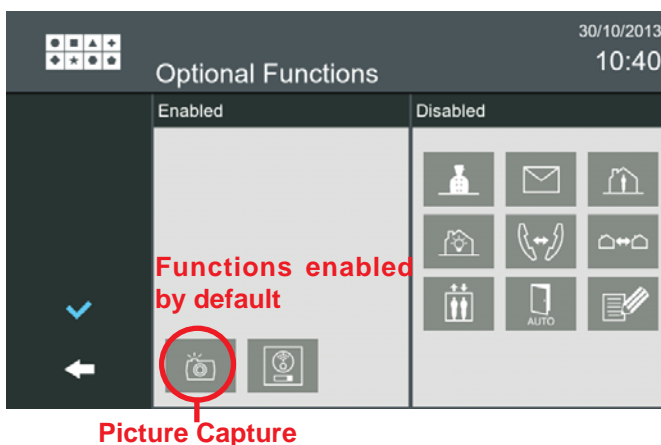 30/10/2013
10:40
Optional Functions
Enabled
Disabled
Functions enabled
by default
AUTO
Picture Capture